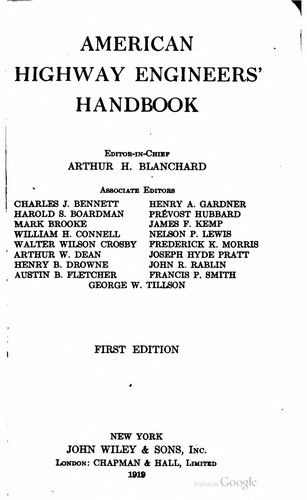 AMERICAN
HIGHWAY ENGINEERS'
HANDBOOK
EDITOR-IN-CHIEF
ARTHUR H. BLANCHARD
ASSOCIATE EDITORS
CHARLES J. BENNETT HENRY A. GARDNER
HAROLD S. BOARDMAN PRÉVOST HUBBARD
MARK BROOKE JAMES F. KEMP
WILLIAM H. CONNELL NELSON P. LEWIS
WALTER WILSON CROSBY FREDERICK K. MORRIS
ARTHUR W. DEAN JOSEPH HYDE PRATT
HENRY B. DROWNE JOHN R. RABLIN
AUSTIN B. FLETCHER FRANCIS P. SMITH
GEORGE W. TILLSON
FIRST EDITION
NEW YORK
JOHN WILEY & SONS, INC.
LONDON: CHAPMAN & HALL, LIMITED
1919
Digitized by Google